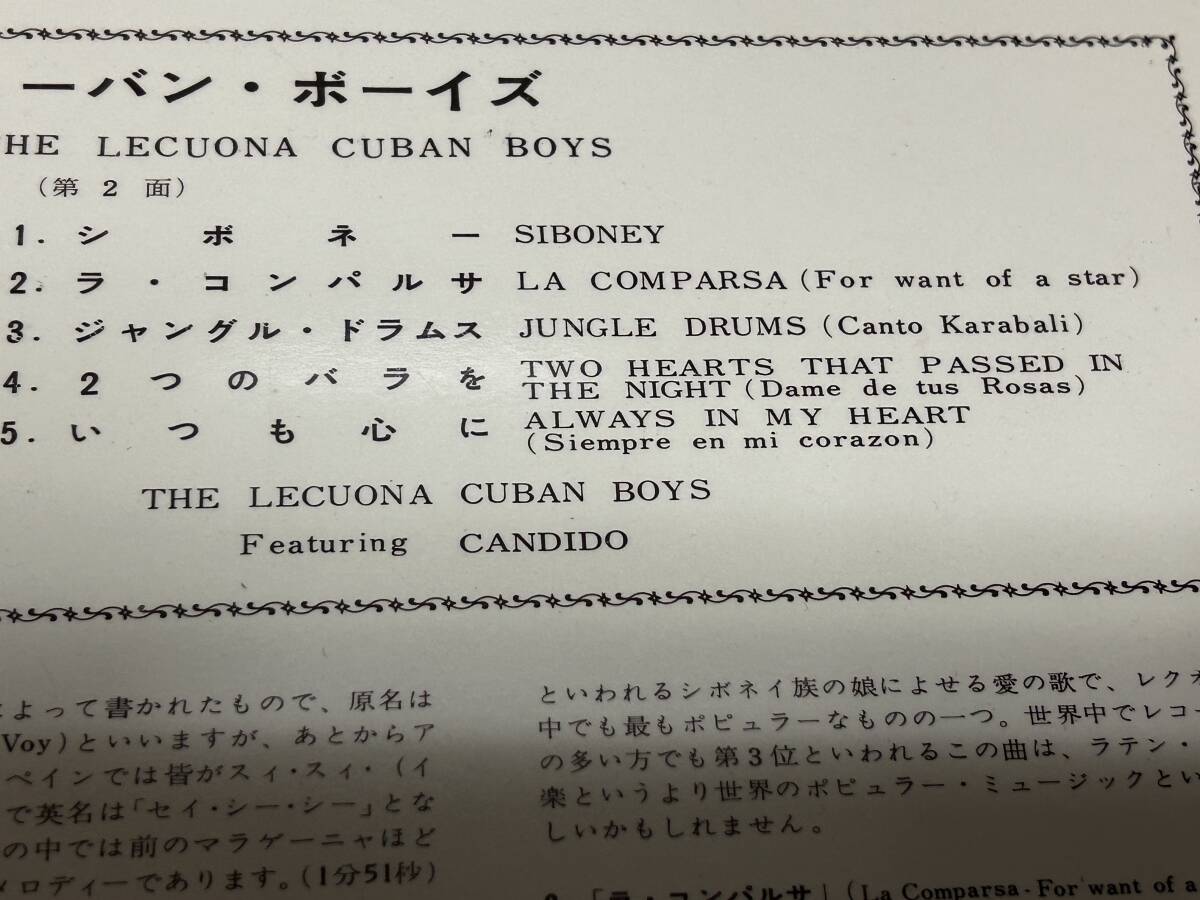 ーバン・ボーイズ
HE LECUONA CUBAN BOYS
(第 2 面)
1. シボネー SIBONEY
2. ラ・コンパルサ LA COMPARSA (For want of a star)
3. ジャングル・ドラムス JUNGLE DRUMS (Canto Karabali)
4. 2つのバラを TWO HEARTS THAT PASSED IN
THE NIGHT (Dame de tus Rosas)
5. いつも心に ALWAYS IN MY HEART
(Siempre en mi corazon)
THE LECUONA CUBAN BOYS
Featuring CANDIDO
よって書かれたもので、原名は
Voy)といいますが、あとからア
ペインでは皆がスィ・スィ・(イ
で英名は「セイ・シー・シー」とな
の中では前のマラゲーニャほど
メロディーであります。(1分51秒)
といわれるシボネイ族の娘によせる愛の歌で、レクオ
中でも最もポピュラーなものの一つ。世界中でレコー
の多い方でも第3位といわれるこの曲は、ラテン・
楽というより世界のポピュラー・ミュージックとい
しいかもしれません。
2 「ラ・コンパルサ」(La Comparsa-For want of a